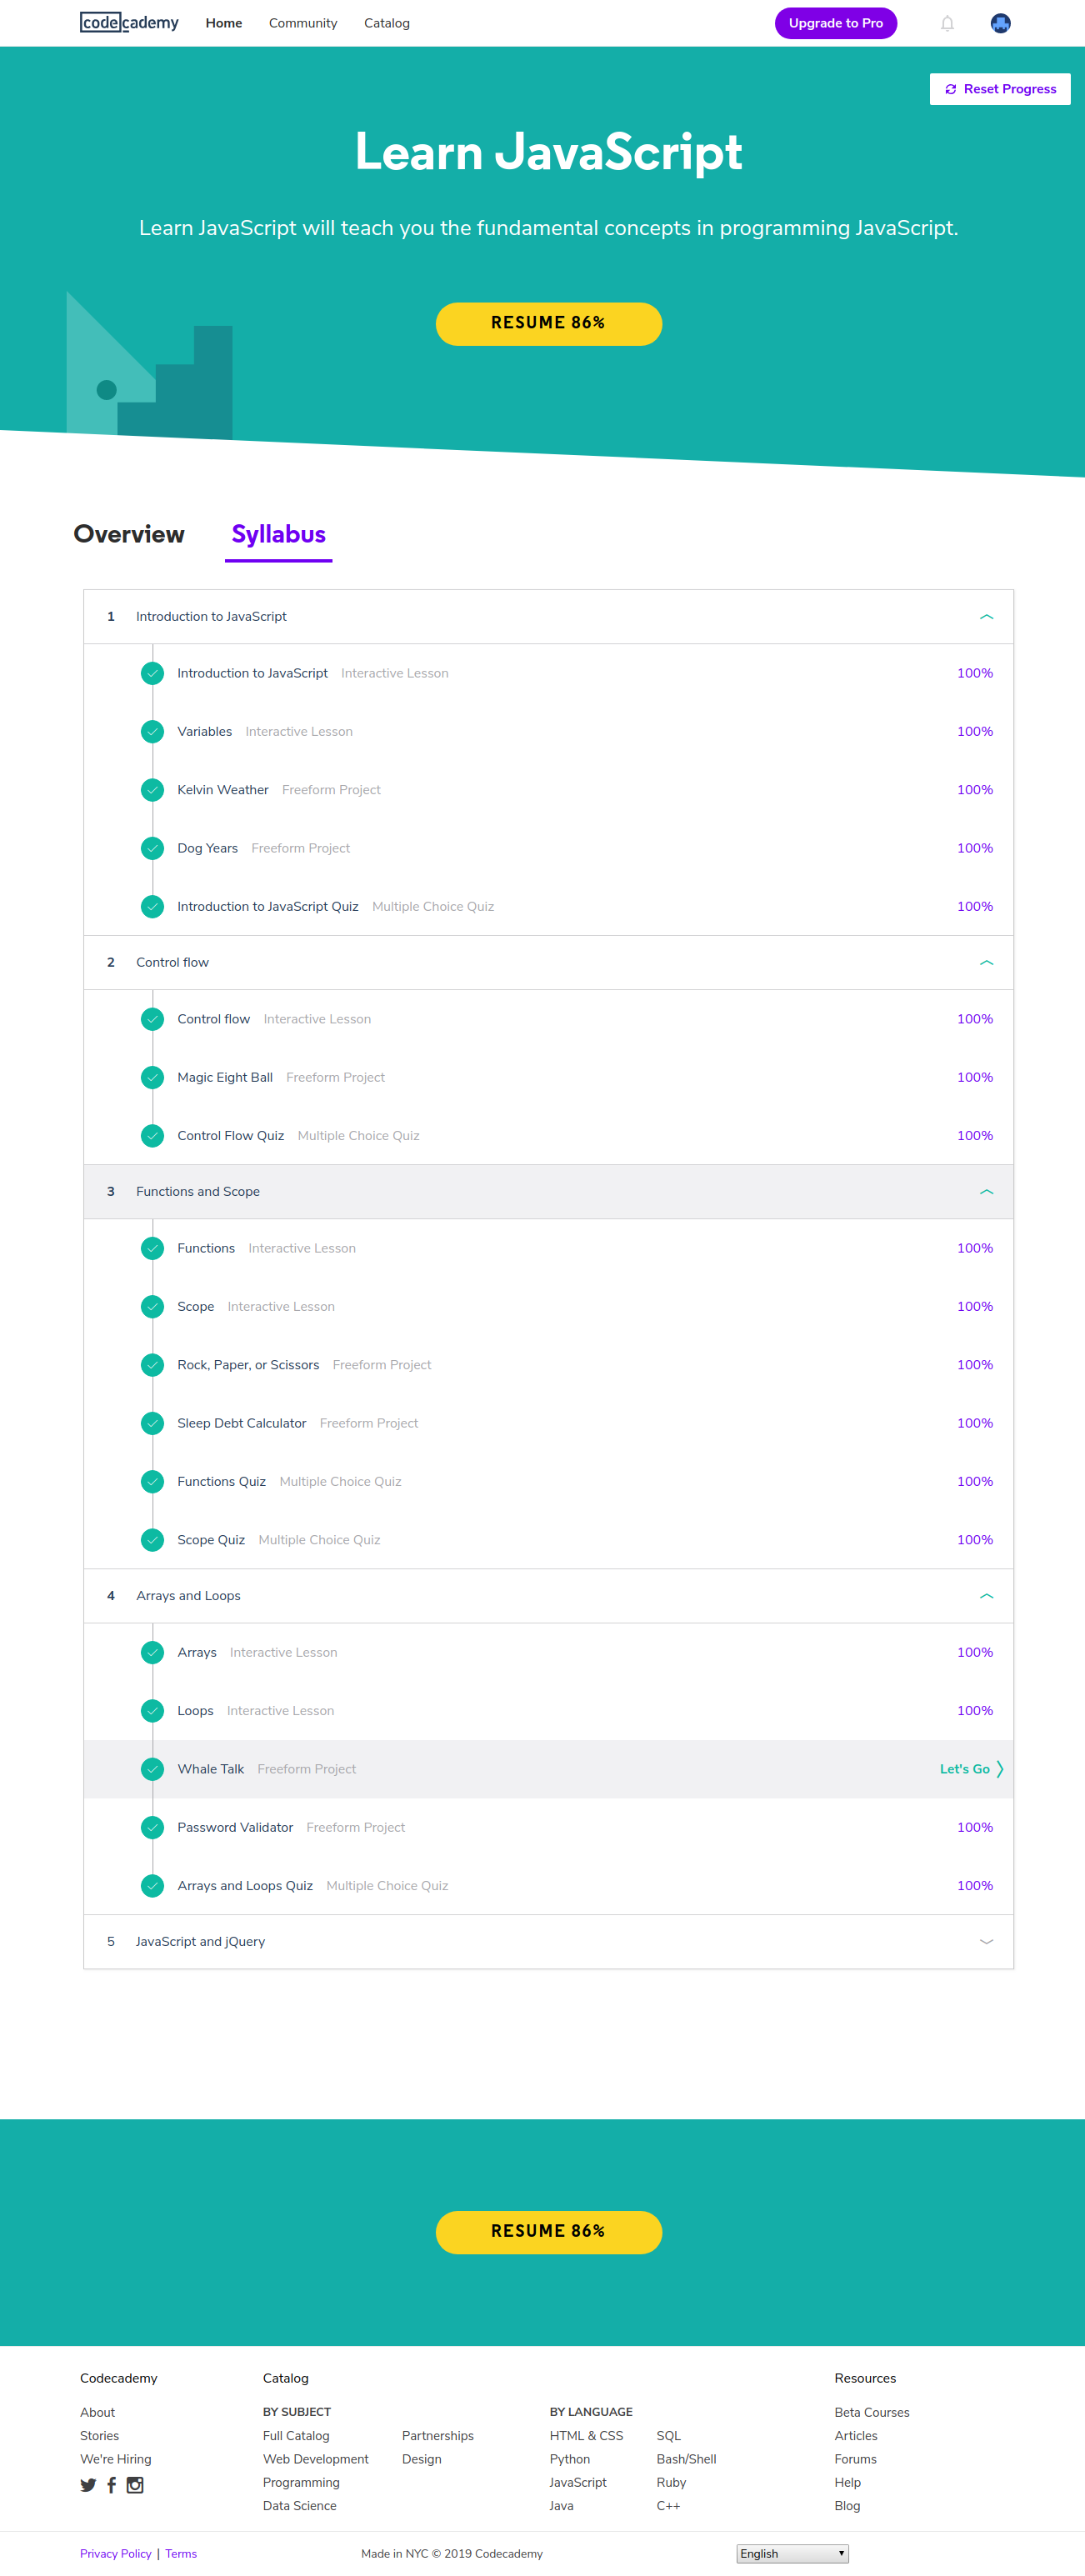 codecademy Home Community Catalog Upgrade to Pro
Reset Progress
Learn JavaScript
Learn JavaScript will teach you the fundamental concepts in programming JavaScript.
RESUME 86%
Overview Syllabus
1 Introduction to JavaScript
Introduction to JavaScript Interactive Lesson 100%
Variables Interactive Lesson 100%
Kelvin Weather Freeform Project 100%
Dog Years Freeform Project 100%
Introduction to JavaScript Quiz Multiple Choice Quiz 100%
2 Control flow
Control flow Interactive Lesson 100%
Magic Eight Ball Freeform Project 100%
Control Flow Quiz Multiple Choice Quiz 100%
3 Functions and Scope
Functions Interactive Lesson 100%
Scope Interactive Lesson 100%
Rock, Paper, or Scissors Freeform Project 100%
Sleep Debt Calculator Freeform Project 100%
Functions Quiz Multiple Choice Quiz 100%
Scope Quiz Multiple Choice Quiz 100%
4 Arrays and Loops
Arrays Interactive Lesson 100%
Loops Interactive Lesson 100%
Whale Talk Freeform Project Let's Go
Password Validator Freeform Project 100%
Arrays and Loops Quiz Multiple Choice Quiz 100%
5 JavaScript and jQuery
RESUME 86%
Codecademy Catalog Resources
About BY SUBJECT BY LANGUAGE Beta Courses
Stories Full Catalog Partnerships HTML & CSS SQL Articles
We're Hiring Web Development Design Python Bash/Shell Forums
Programming JavaScript Ruby Help
Data Science Java C++ Blog
Privacy Policy | Terms Made in NYC © 2019 Codecademy English